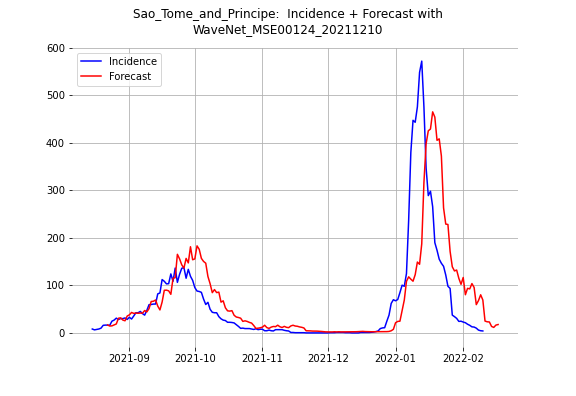 Sao_Tome_and_Principe: Incidence + Forecast with
WaveNet_MSE00124_20211210
600
Incidence
Forecast
500
400
300
200
100
0
2021-09 2021-10 2021-11 2021-12 2022-01 2022-02